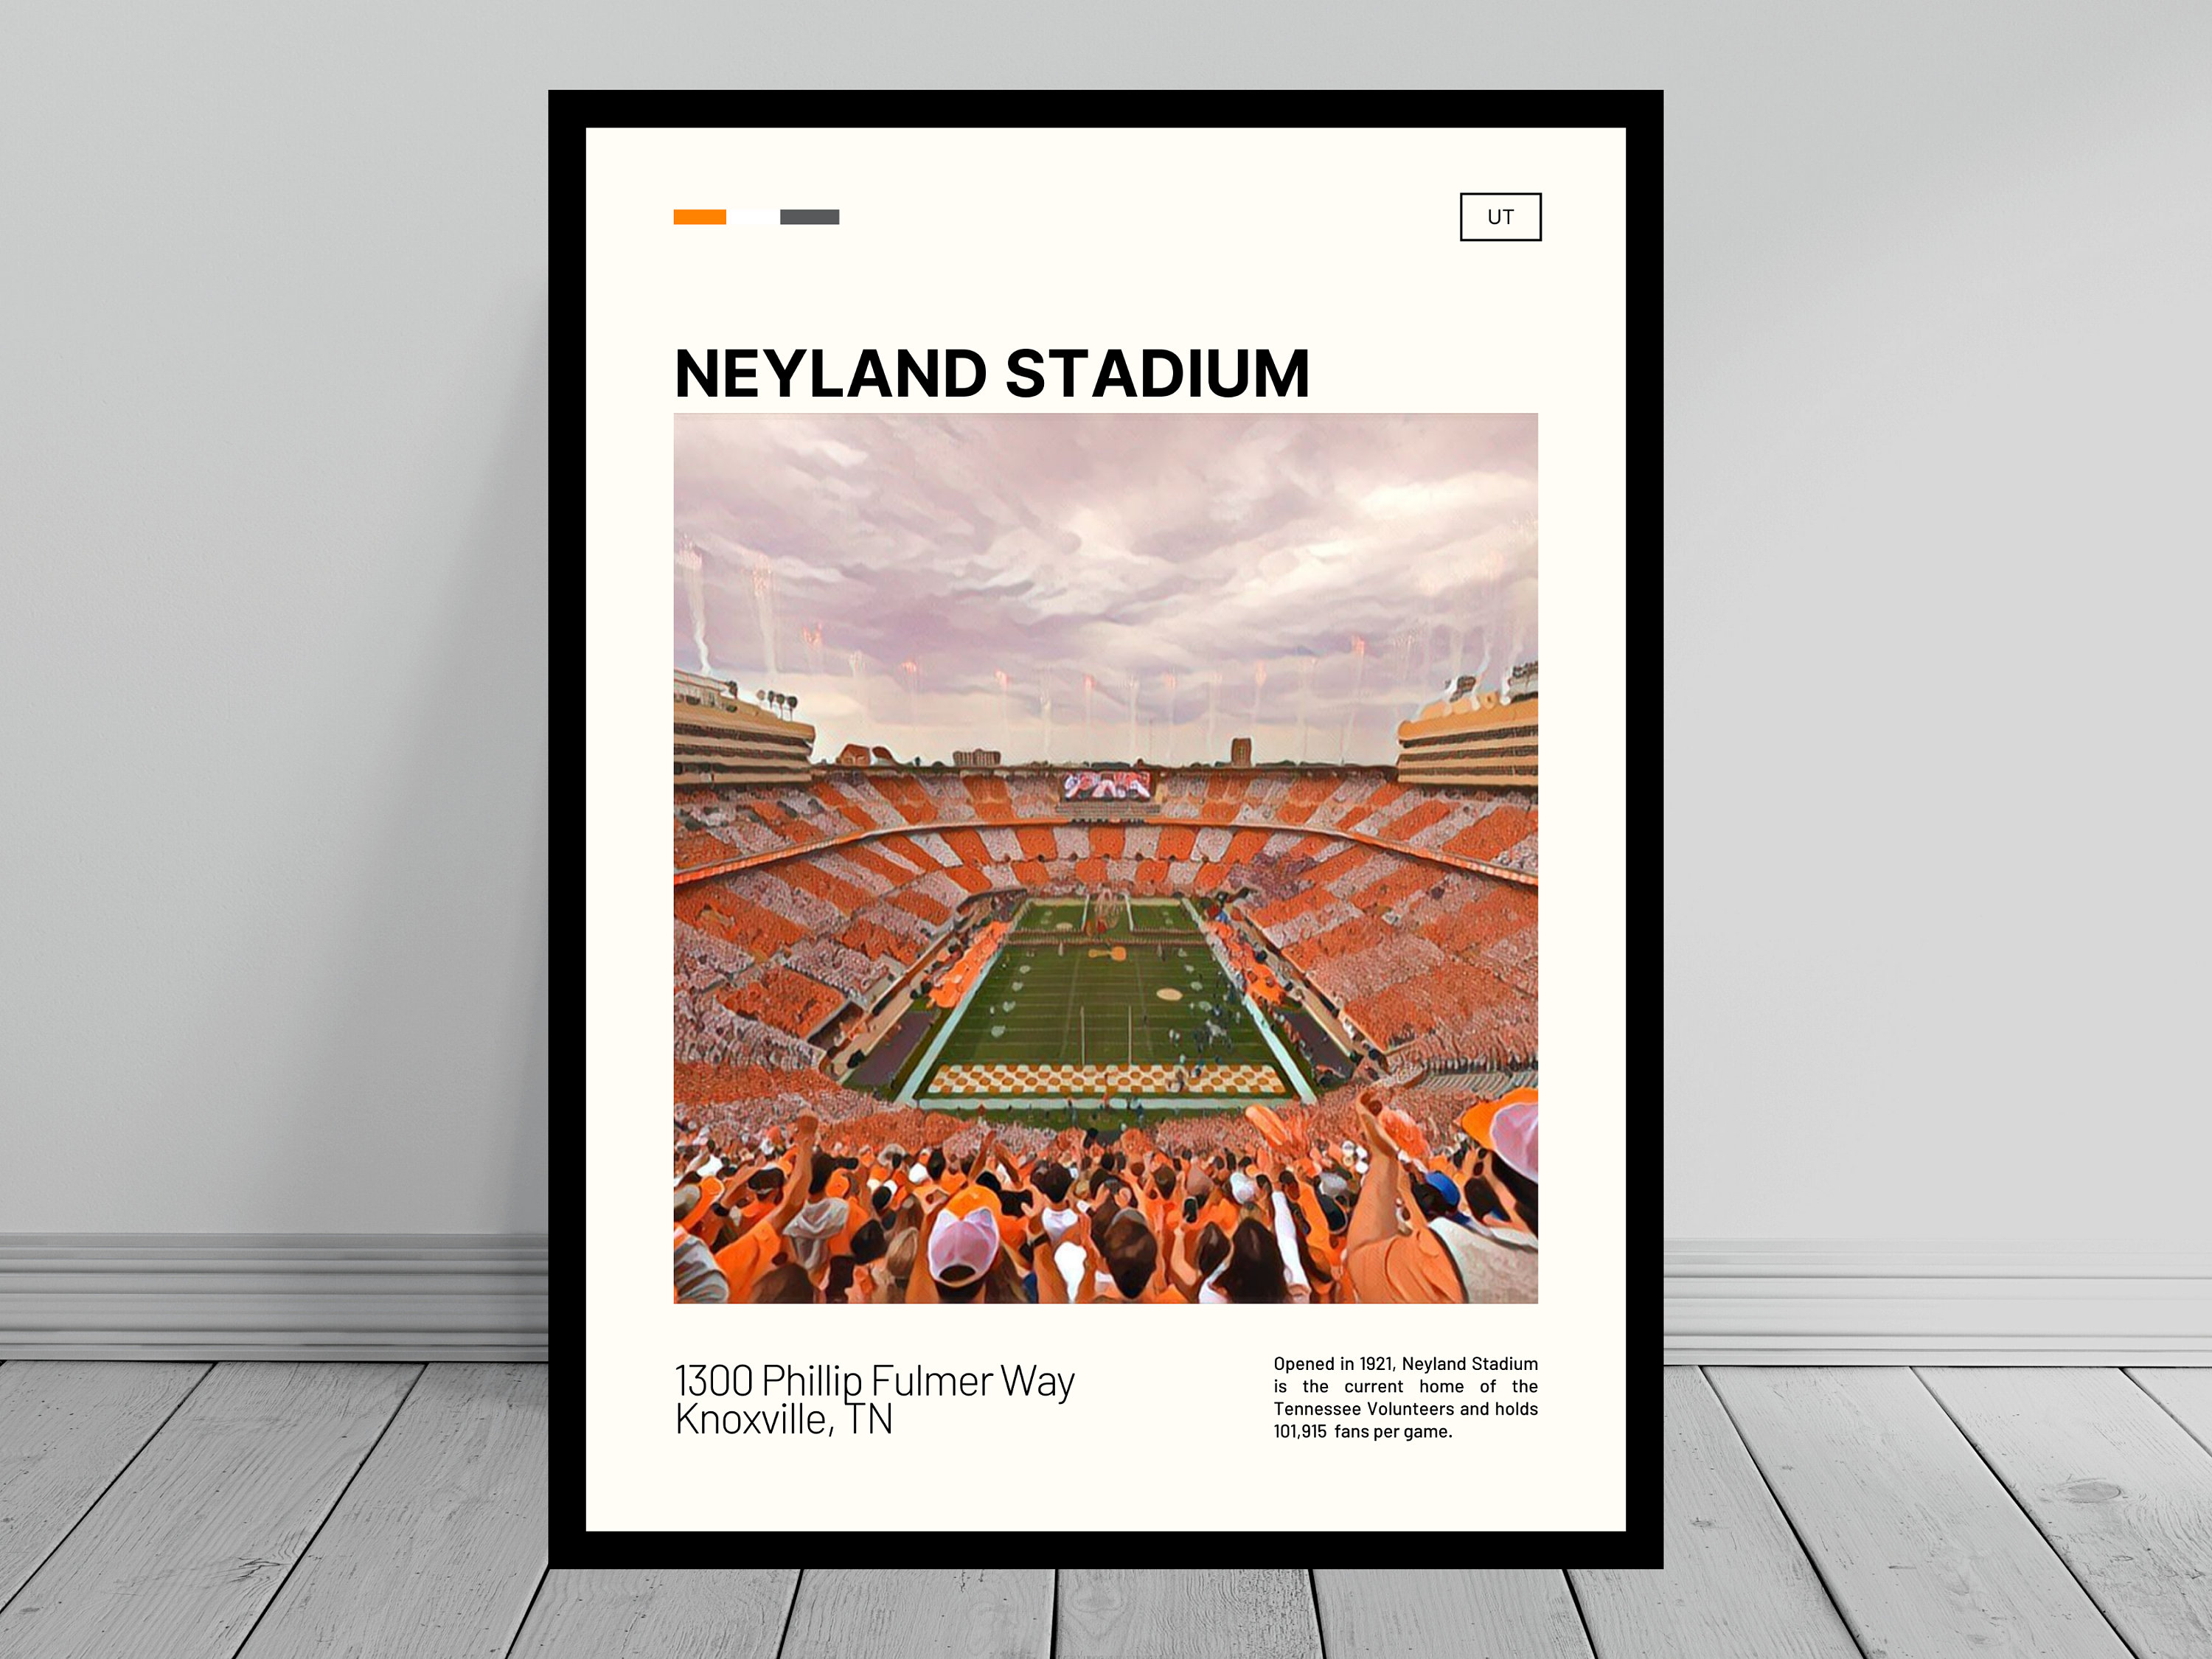 UT
NEYLAND STADIUM
1300 Phillip Fulmer Way
Knoxville, TN
Opened in 1921, Neyland Stadium
is the current home of the
Tennessee Volunteers and holds
101,915 fans per game.